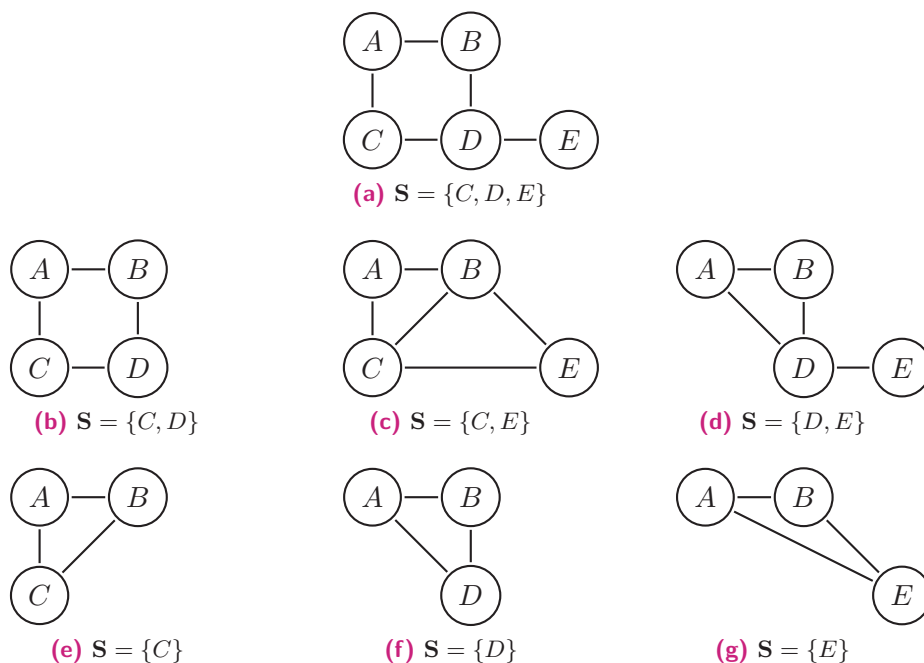 A B
C D E
(a) S = {C, D, E}
A B A B A B
C D C E D E
(b) S = {C, D} (c) S = {C, E} (d) S = {D, E}
A B A B A B
C D E
(e) S = {C} (f) S = {D} (g) S = {E}